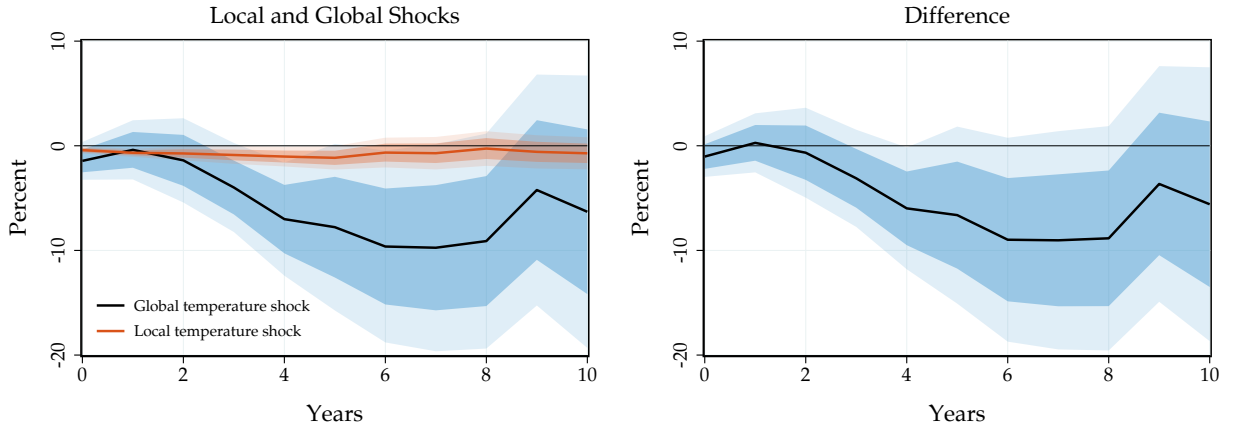 Local and Global Shocks
10
0
-10
-20
Percent
Global temperature shock
Local temperature shock
0 2 4 6 8 10
Years
Difference
10
0
-10
-20
Percent
0 2 4 6 8 10
Years